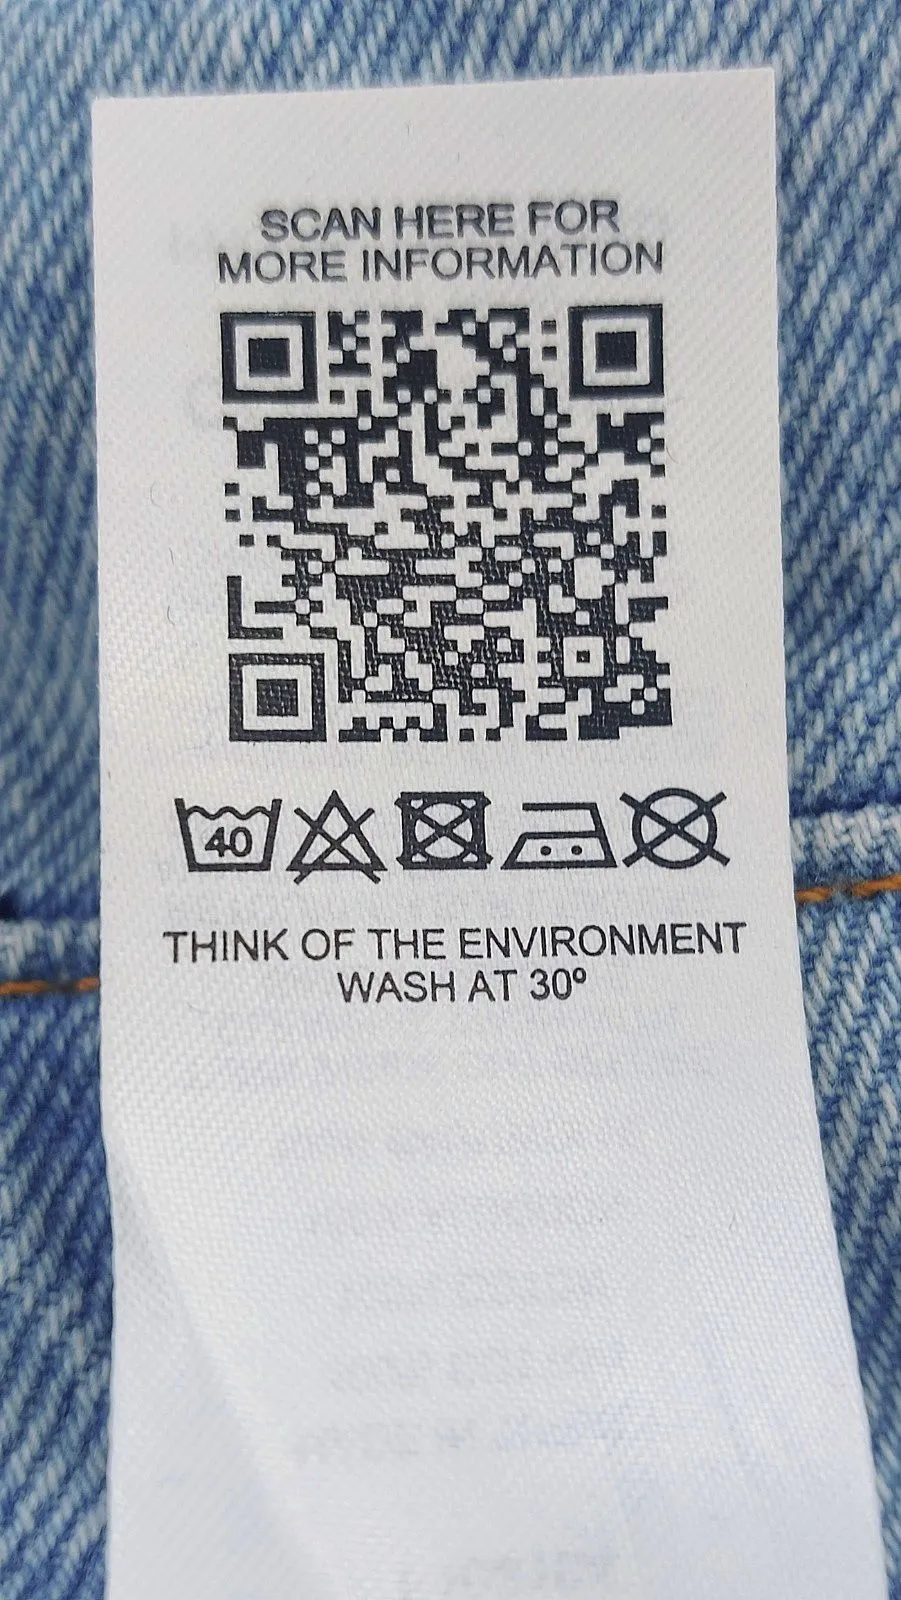 SCAN HERE FOR
MORE INFORMATION
40
THINK OF THE ENVIRONMENT
WASH AT 30º